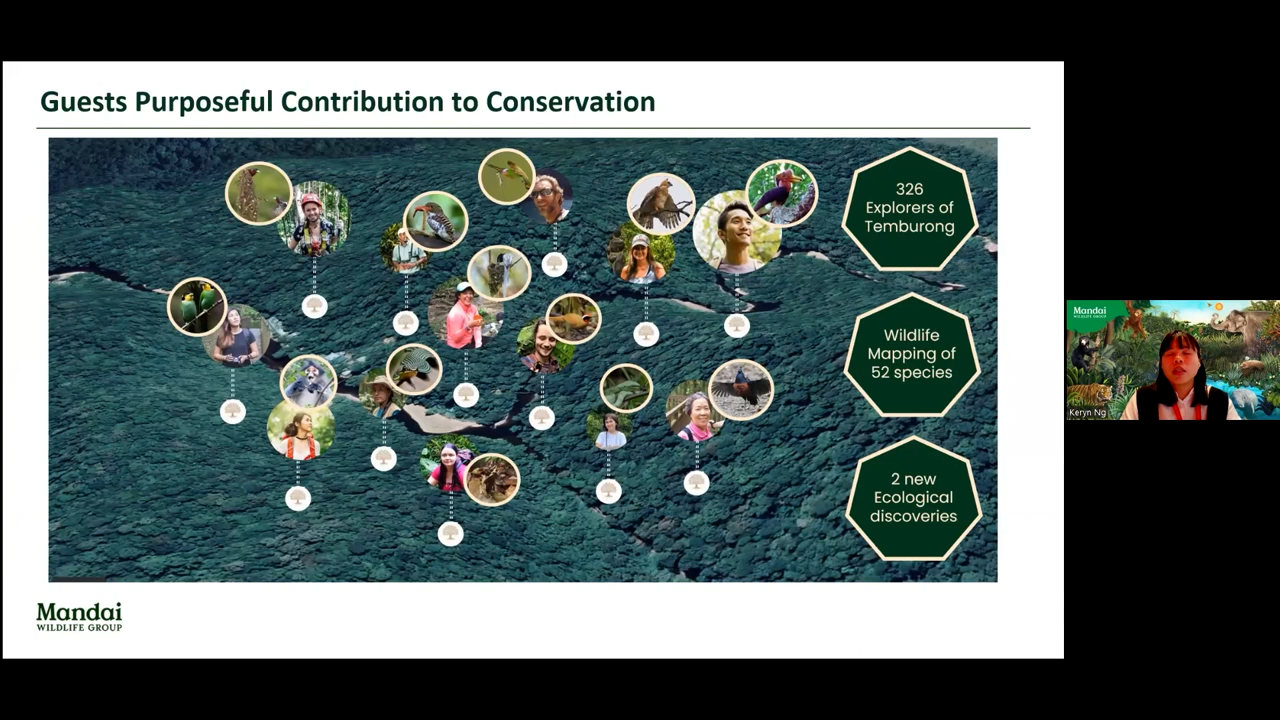 Guests Purposeful Contribution to Conservation
326
Explorers of
Temburong
Wildlife
Mapping of
52 species
2 new
Ecological
discoveries
Mandai
WILDLIFE GROUP
Mandai
WILDLIFE GROUP
Keryn Ng